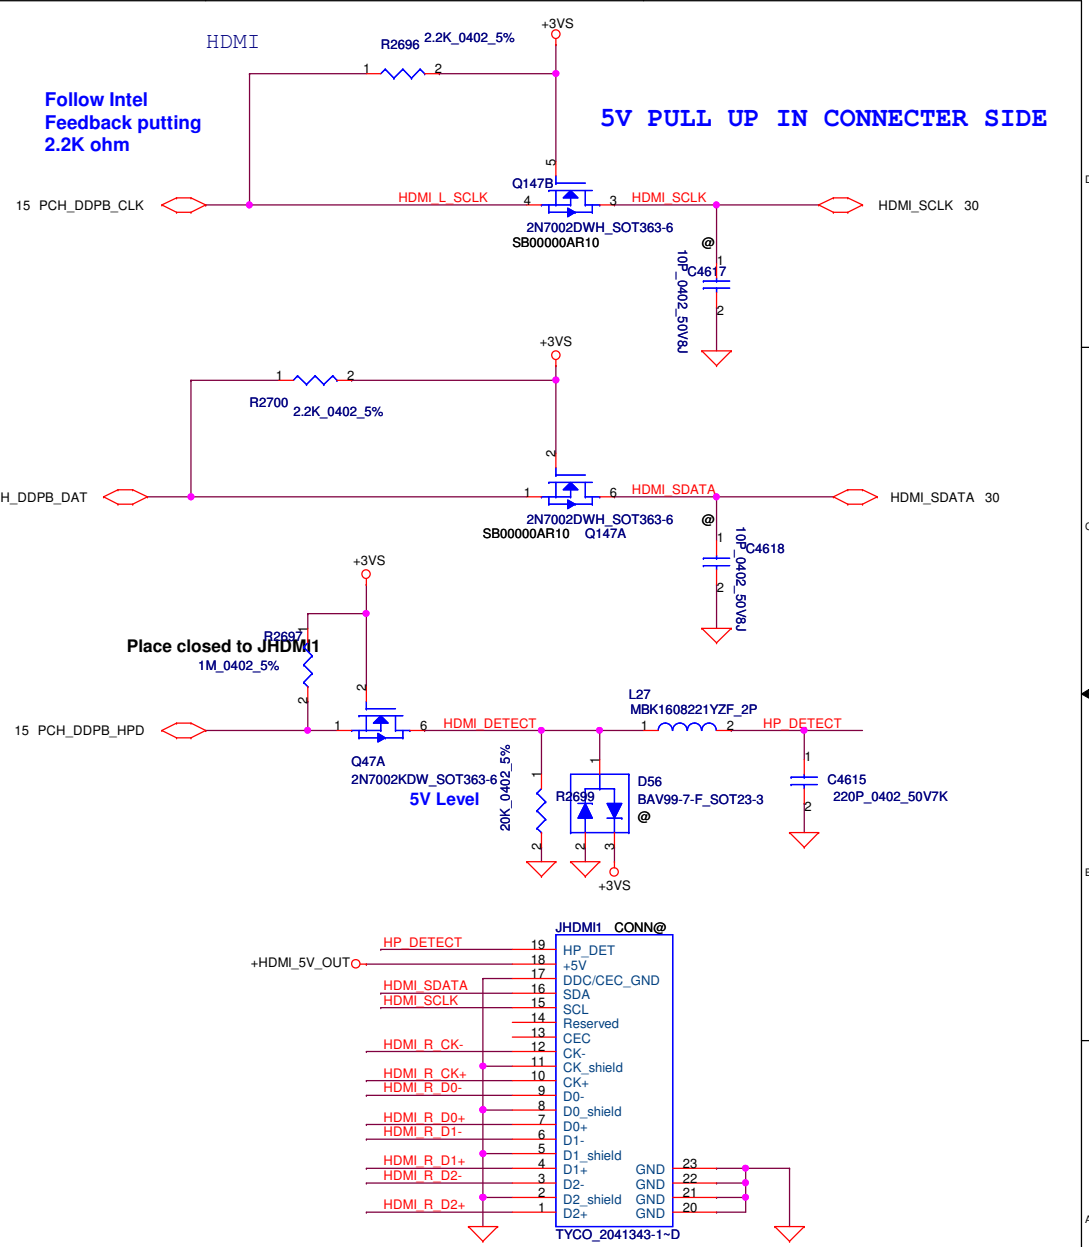 HDMI
+3VS
R2696 2.2K_0402_5%
1 2
Follow Intel
Feedback putting
2.2K ohm
5V PULL UP IN CONNECTER SIDE
5
Q147B
15 PCH_DDPB_CLK
HDMI_L_SCLK 4
3 HDMI_SCLK
HDMI_SCLK 30
2N7002DWH_SOT363-6
SB00000AR10
@
1
C4617
10P_0402_50V8J
2
+3VS
1 2
R2700 2.2K_0402_5%
2
H_DDPB_DAT
1
6 HDMI_SDATA
HDMI_SDATA 30
2N7002DWH_SOT363-6
SB00000AR10 Q147A
@
1
C4618
10P_0402_50V8J
2
+3VS
1
R2697
Place closed to JHDMI1
1M_0402_5%
2
2
L27
MBK1608221YZF_2P
15 PCH_DDPB_HPD
1
6 HDMI_DETECT
1 2 HP_DETECT
Q47A
2N7002KDW_SOT363-6
5V Level
20K_0402_5%
1
R2699
2
1
D56
BAV99-7-F_SOT23-3
@
2 3
+3VS
1
C4615
220P_0402_50V7K
2
JHDMI1 CONN@
HP_DETECT 19 HP_DET
+HDMI_5V_OUT 18 +5V
17 DDC/CEC_GND
HDMI_SDATA 16 SDA
HDMI_SCLK 15 SCL
14 Reserved
13 CEC
HDMI_R_CK- 12 CK-
11 CK_shield
HDMI_R_CK+ 10 CK+
HDMI_R_D0- 9 D0-
8 D0_shield
HDMI_R_D0+ 7 D0+
HDMI_R_D1- 6 D1-
5 D1_shield
HDMI_R_D1+ 4 D1+ GND 23
HDMI_R_D2- 3 D2- GND 22
2 D2_shield GND 21
HDMI_R_D2+ 1 D2+ GND 20
TYCO_2041343-1~D
D
C
B
A